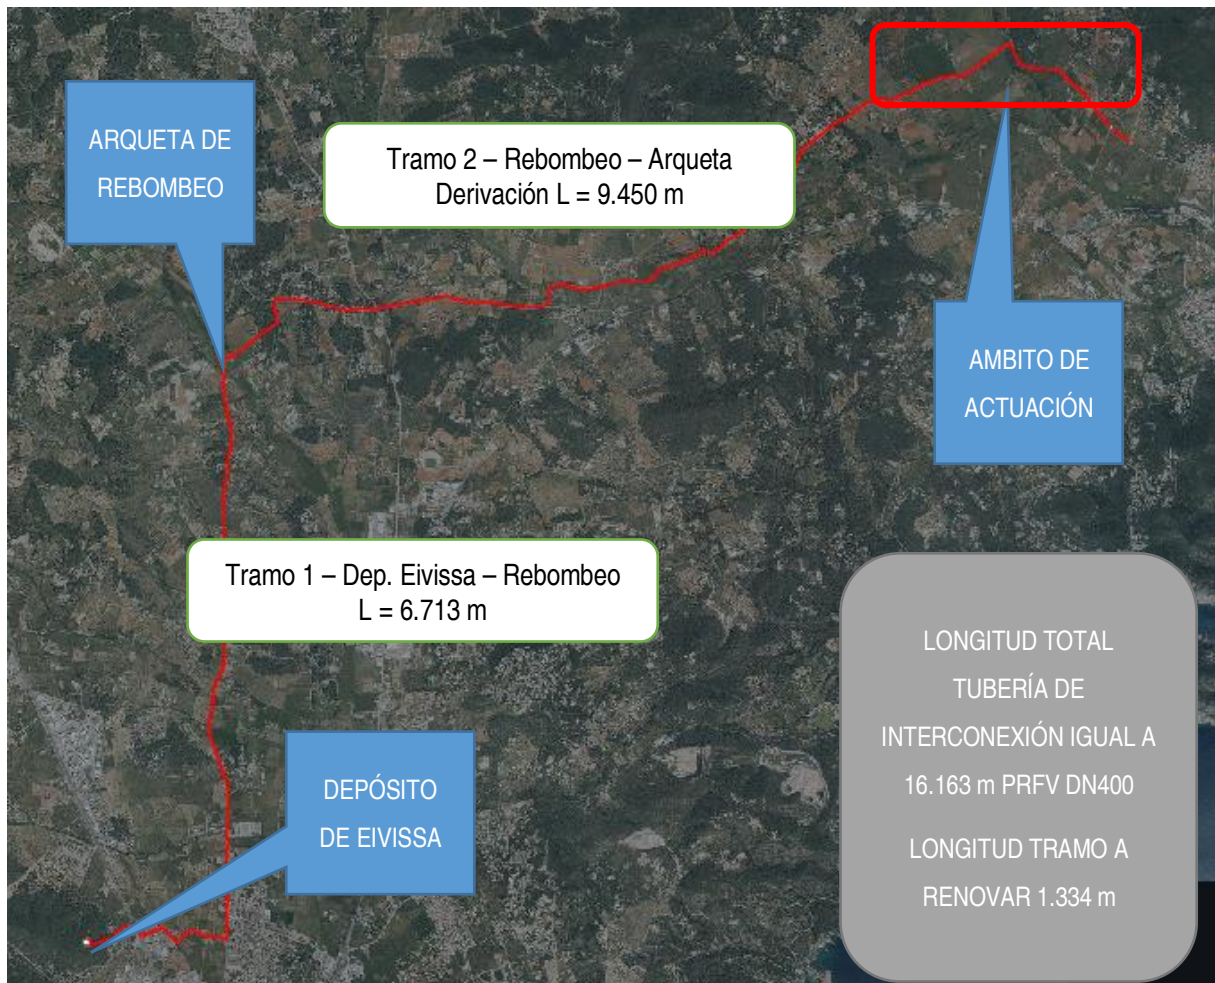 ARQUETA DE
REBOMBEO
Tramo 2 – Rebombeo – Arqueta
Derivación L = 9.450 m
AMBITO DE
ACTUACIÓN
Tramo 1 – Dep. Eivissa – Rebombeo
L = 6.713 m
DEPÓSITO
DE EIVISSA
LONGITUD TOTAL
TUBERÍA DE
INTERCONEXIÓN IGUAL A
16.163 m PRFV DN400
LONGITUD TRAMO A
RENOVAR 1.334 m